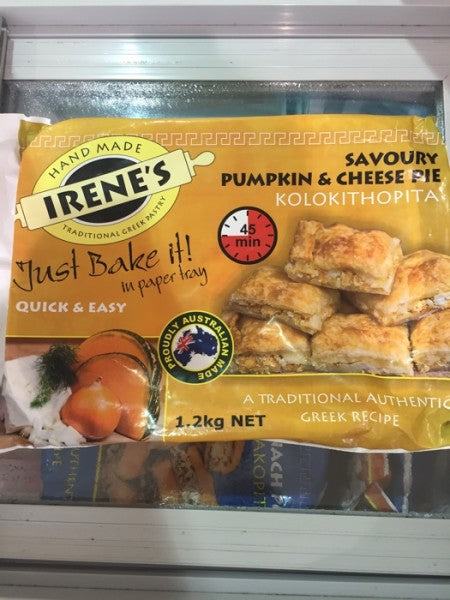 HAND MADE
IRENE'S
TRADITIONAL GREEK PASTRY
SAVOURY
PUMPKIN & CHEESE PIE
KOLOKITHOPITA
45
min
Just Bake it!
in paper tray
QUICK & EASY
PROUDLY AUSTRALIAN MADE
1.2kg NET
A TRADITIONAL AUTHENTIC
GREEK RECIPE